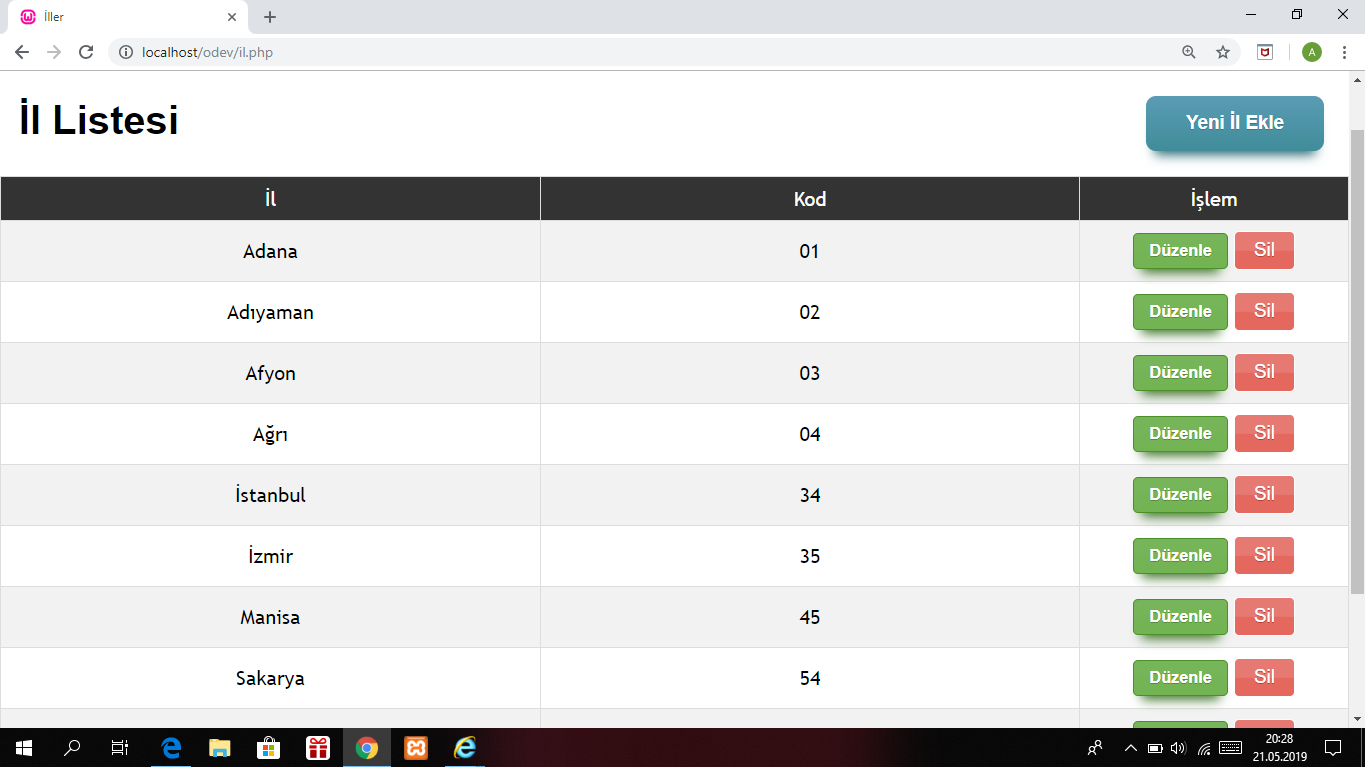 İller
localhost/odev/il.php
A
İl Listesi
Yeni İl Ekle
İl Kod İşlem
Adana 01 Düzenle Sil
Adıyaman 02 Düzenle Sil
Afyon 03 Düzenle Sil
Ağrı 04 Düzenle Sil
İstanbul 34 Düzenle Sil
İzmir 35 Düzenle Sil
Manisa 45 Düzenle Sil
Sakarya 54 Düzenle Sil
20:28
21.05.2019